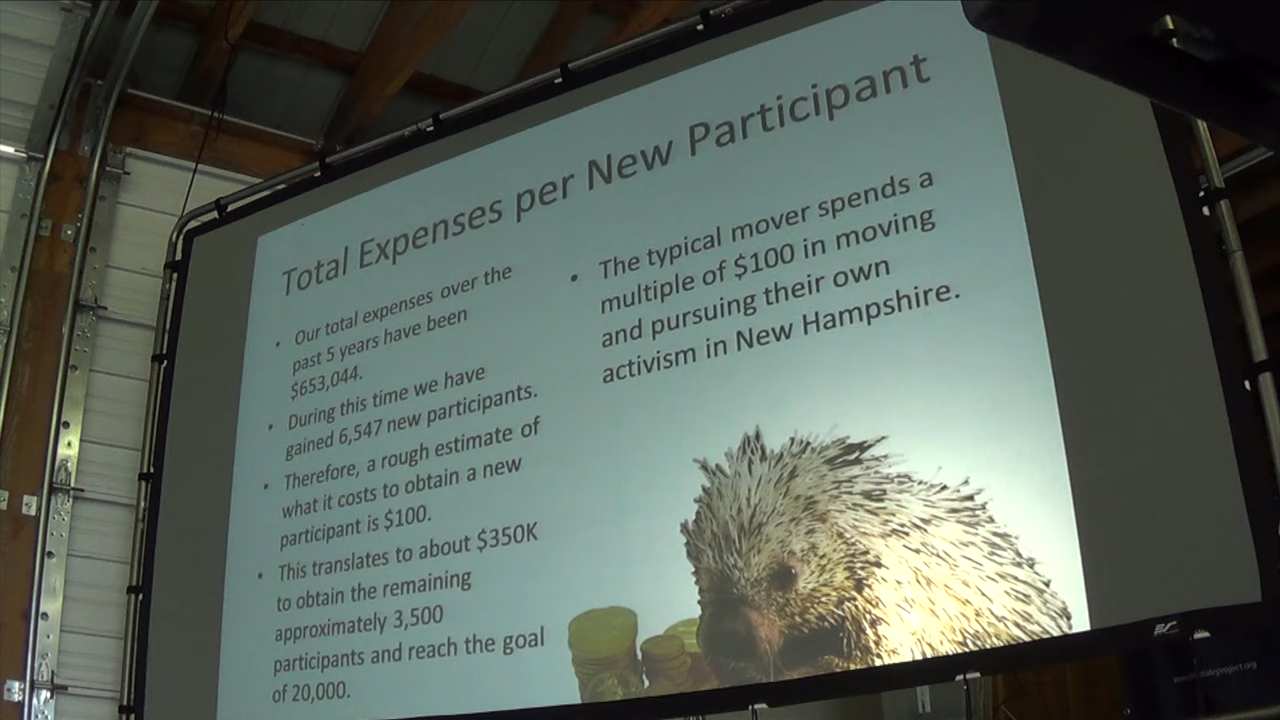 Total Expenses per New Participant
• Our total expenses over the
past 5 years have been
$653,044.
• During this time we have
gained 6,547 new participants.
• Therefore, a rough estimate of
what it costs to obtain a new
participant is $100.
• This translates to about $350K
to obtain the remaining
approximately 3,500
participants and reach the goal
of 20,000.
• The typical mover spends a
multiple of $100 in moving
and pursuing their own
activism in New Hampshire.